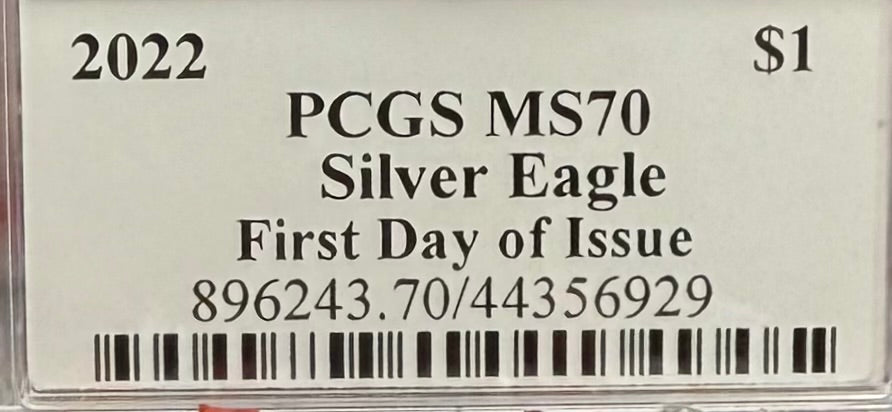 2022 $1
PCGS MS70
Silver Eagle
First Day of Issue
896243.70/44356929